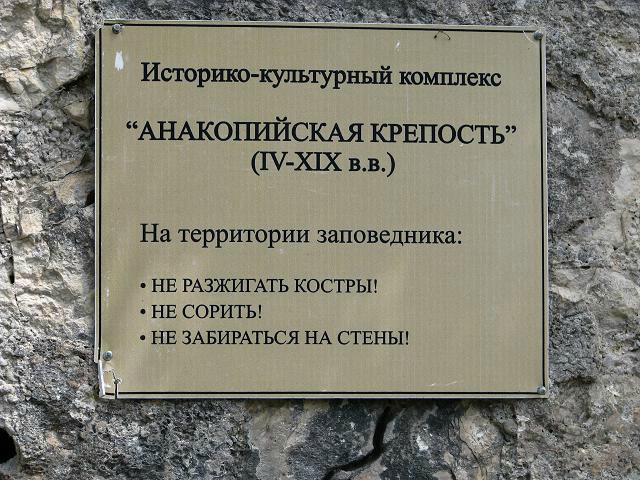 Историко-культурный комплекс
“АНАКОПИЙСКАЯ КРЕПОСТЬ”
(IV-XIX в.в.)
На территории заповедника:
• НЕ РАЗЖИГАТЬ КОСТРЫ!
• НЕ СОРИТЬ!
• НЕ ЗАБИРАТЬСЯ НА СТЕНЫ!